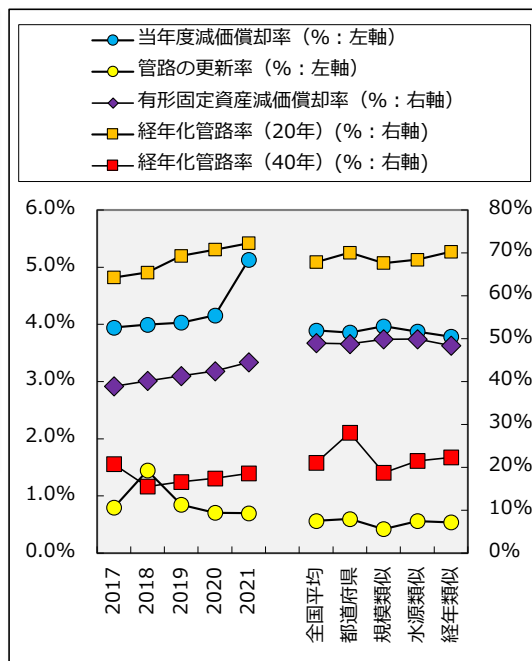 当年度減価償却率（%：左軸）
管路の更新率（%：左軸）
有形固定資産減価償却率（%：右軸）
経年化管路率（20年）(%：右軸)
経年化管路率（40年）(%：右軸)
6.0% 80%
70%
5.0%
60%
4.0%
50%
3.0% 40%
30%
2.0%
20%
1.0%
10%
0.0% 0%
2017 2018 2019 2020 2021 全国平均 都道府県 規模類似 水源類似 経年類似